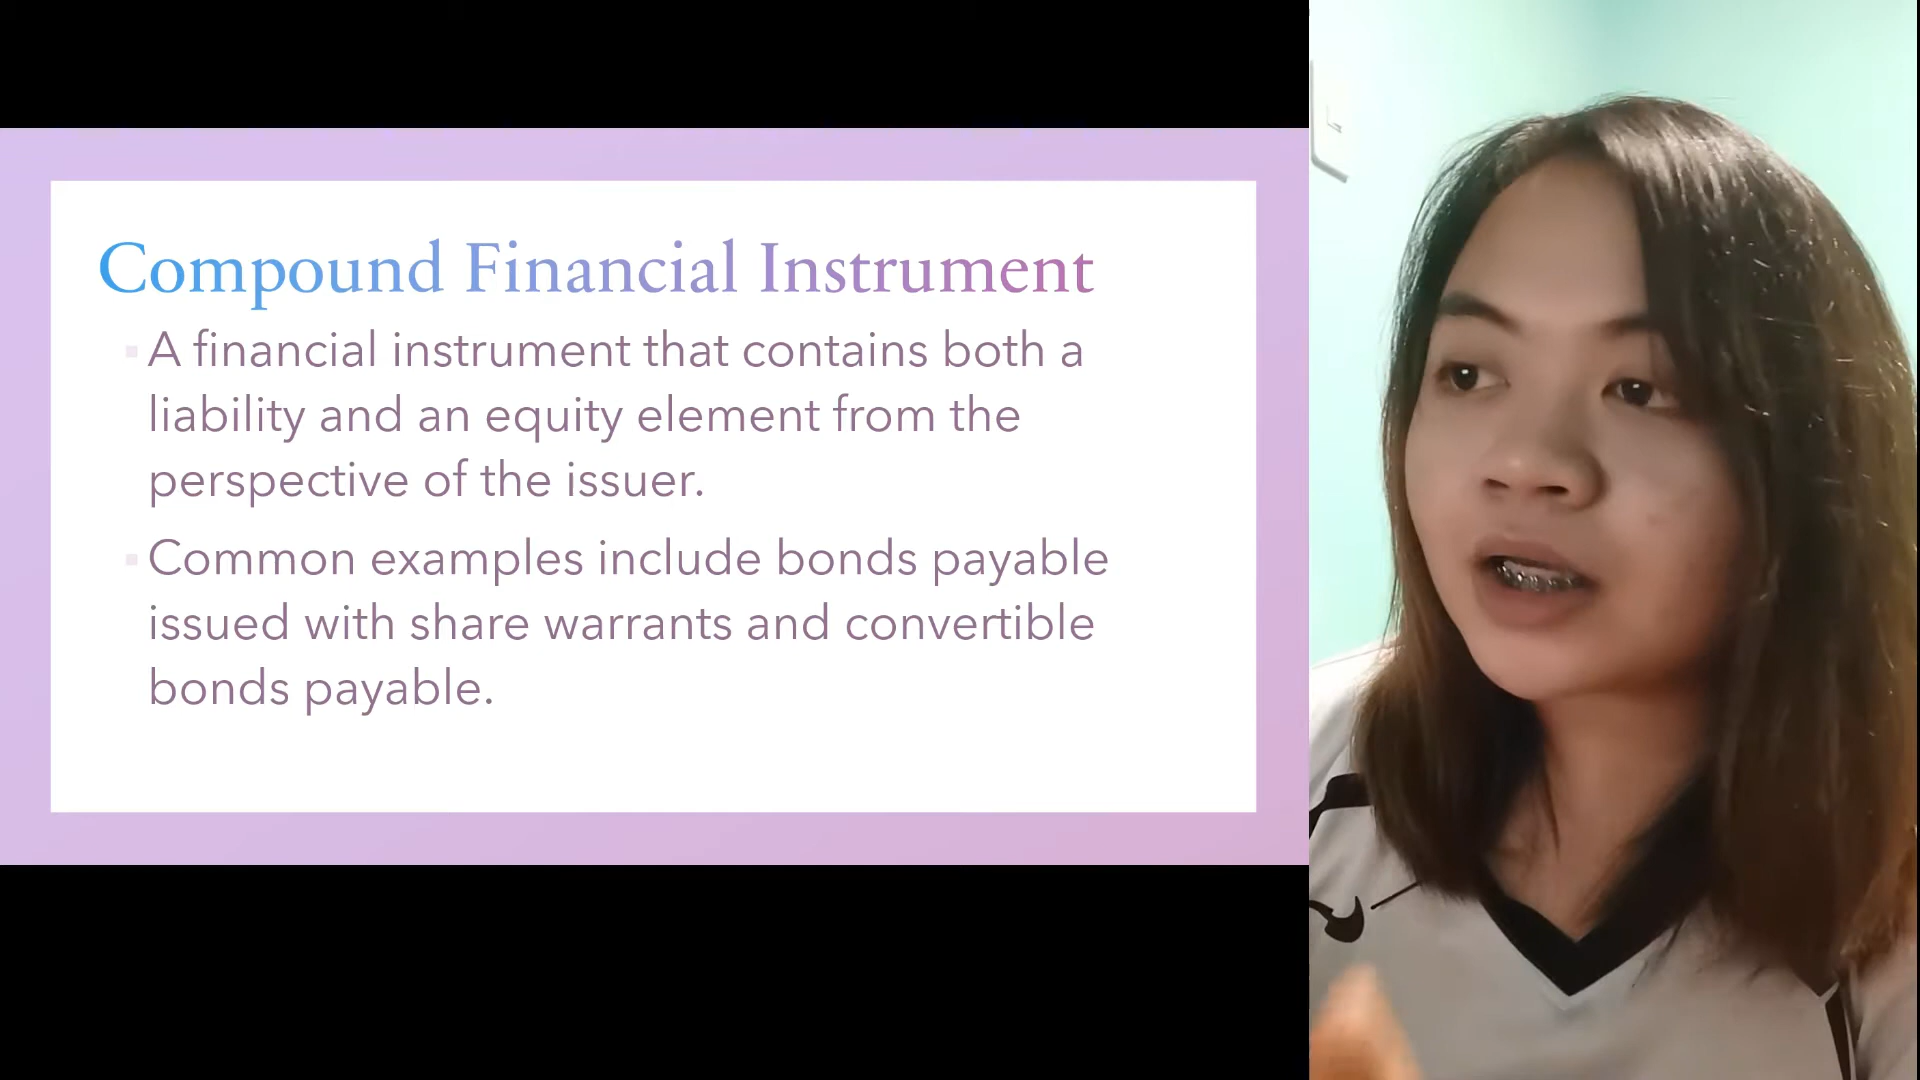 Compound Financial Instrument
A financial instrument that contains both a
liability and an equity element from the
perspective of the issuer.
Common examples include bonds payable
issued with share warrants and convertible
bonds payable.